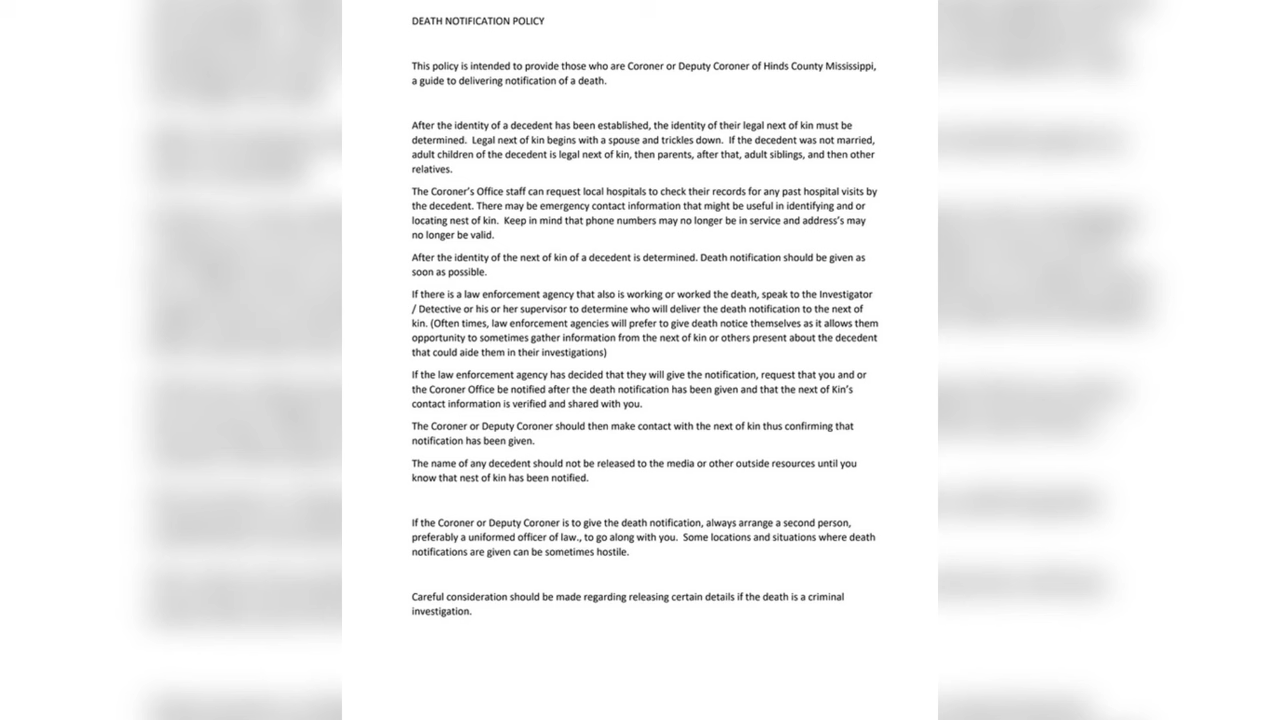 DEATH NOTIFICATION POLICY
This policy is intended to provide those who are Coroner or Deputy Coroner of Hinds County Mississippi,
a guide to delivering notification of a death.
After the identity of a decedent has been established, the identity of their legal next of kin must be
determined.  Legal next of kin begins with a spouse and trickles down.  If the decedent was not married,
adult children of the decedent is legal next of kin, then parents, after that, adult siblings, and then other
relatives.
The Coroner's Office staff can request local hospitals to check their records for any past hospital visits by
the decedent. There may be emergency contact information that might be useful in identifying and or
locating nest of kin.  Keep in mind that phone numbers may no longer be in service and address's may
no longer be valid.
After the identity of the next of kin of a decedent is determined. Death notification should be given as
soon as possible.
If there is a law enforcement agency that also is working or worked the death, speak to the Investigator
/ Detective or his or her supervisor to determine who will deliver the death notification to the next of
kin. (Often times, law enforcement agencies will prefer to give death notice themselves as it allows them
opportunity to sometimes gather information from the next of kin or others present about the decedent
that could aide them in their investigations)
If the law enforcement agency has decided that they will give the notification, request that you and or
the Coroner Office be notified after the death notification has been given and that the next of Kin's
contact information is verified and shared with you.
The Coroner or Deputy Coroner should then make contact with the next of kin thus confirming that
notification has been given.
The name of any decedent should not be released to the media or other outside resources until you
know that nest of kin has been notified.
If the Coroner or Deputy Coroner is to give the death notification, always arrange a second person,
preferably a uniformed officer of law., to go along with you.  Some locations and situations where death
notifications are given can be sometimes hostile.
Careful consideration should be made regarding releasing certain details if the death is a criminal
investigation.